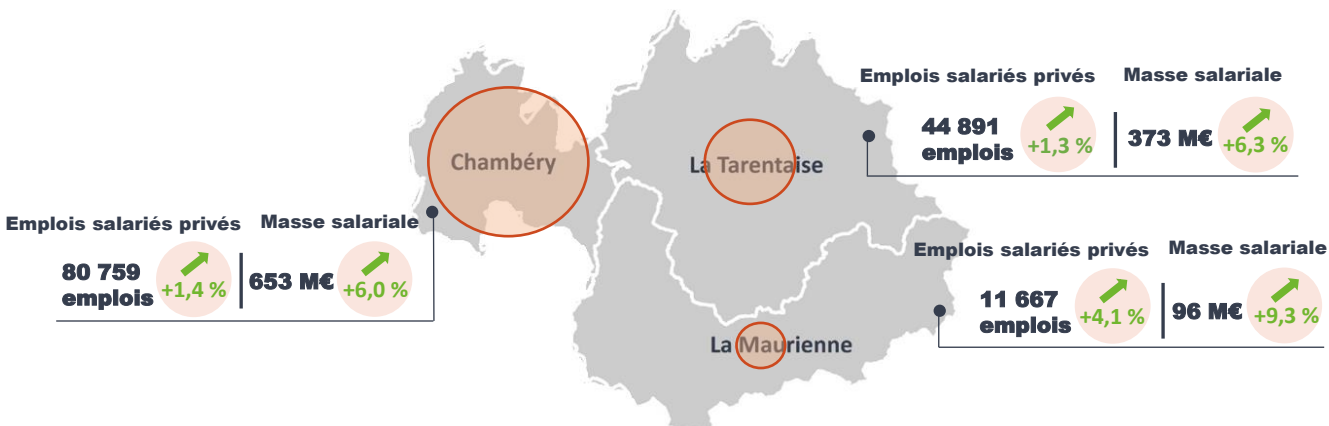 Emplois salariés privés Masse salariale
44 891
emplois
+1,3 %
373 M€
+6,3 %
Chambéry
La Tarentaise
Emplois salariés privés Masse salariale
80 759
emplois
+1,4 %
653 M€
+6,0 %
Emplois salariés privés Masse salariale
11 667
emplois
+4,1 %
96 M€
+9,3 %
La Maurienne